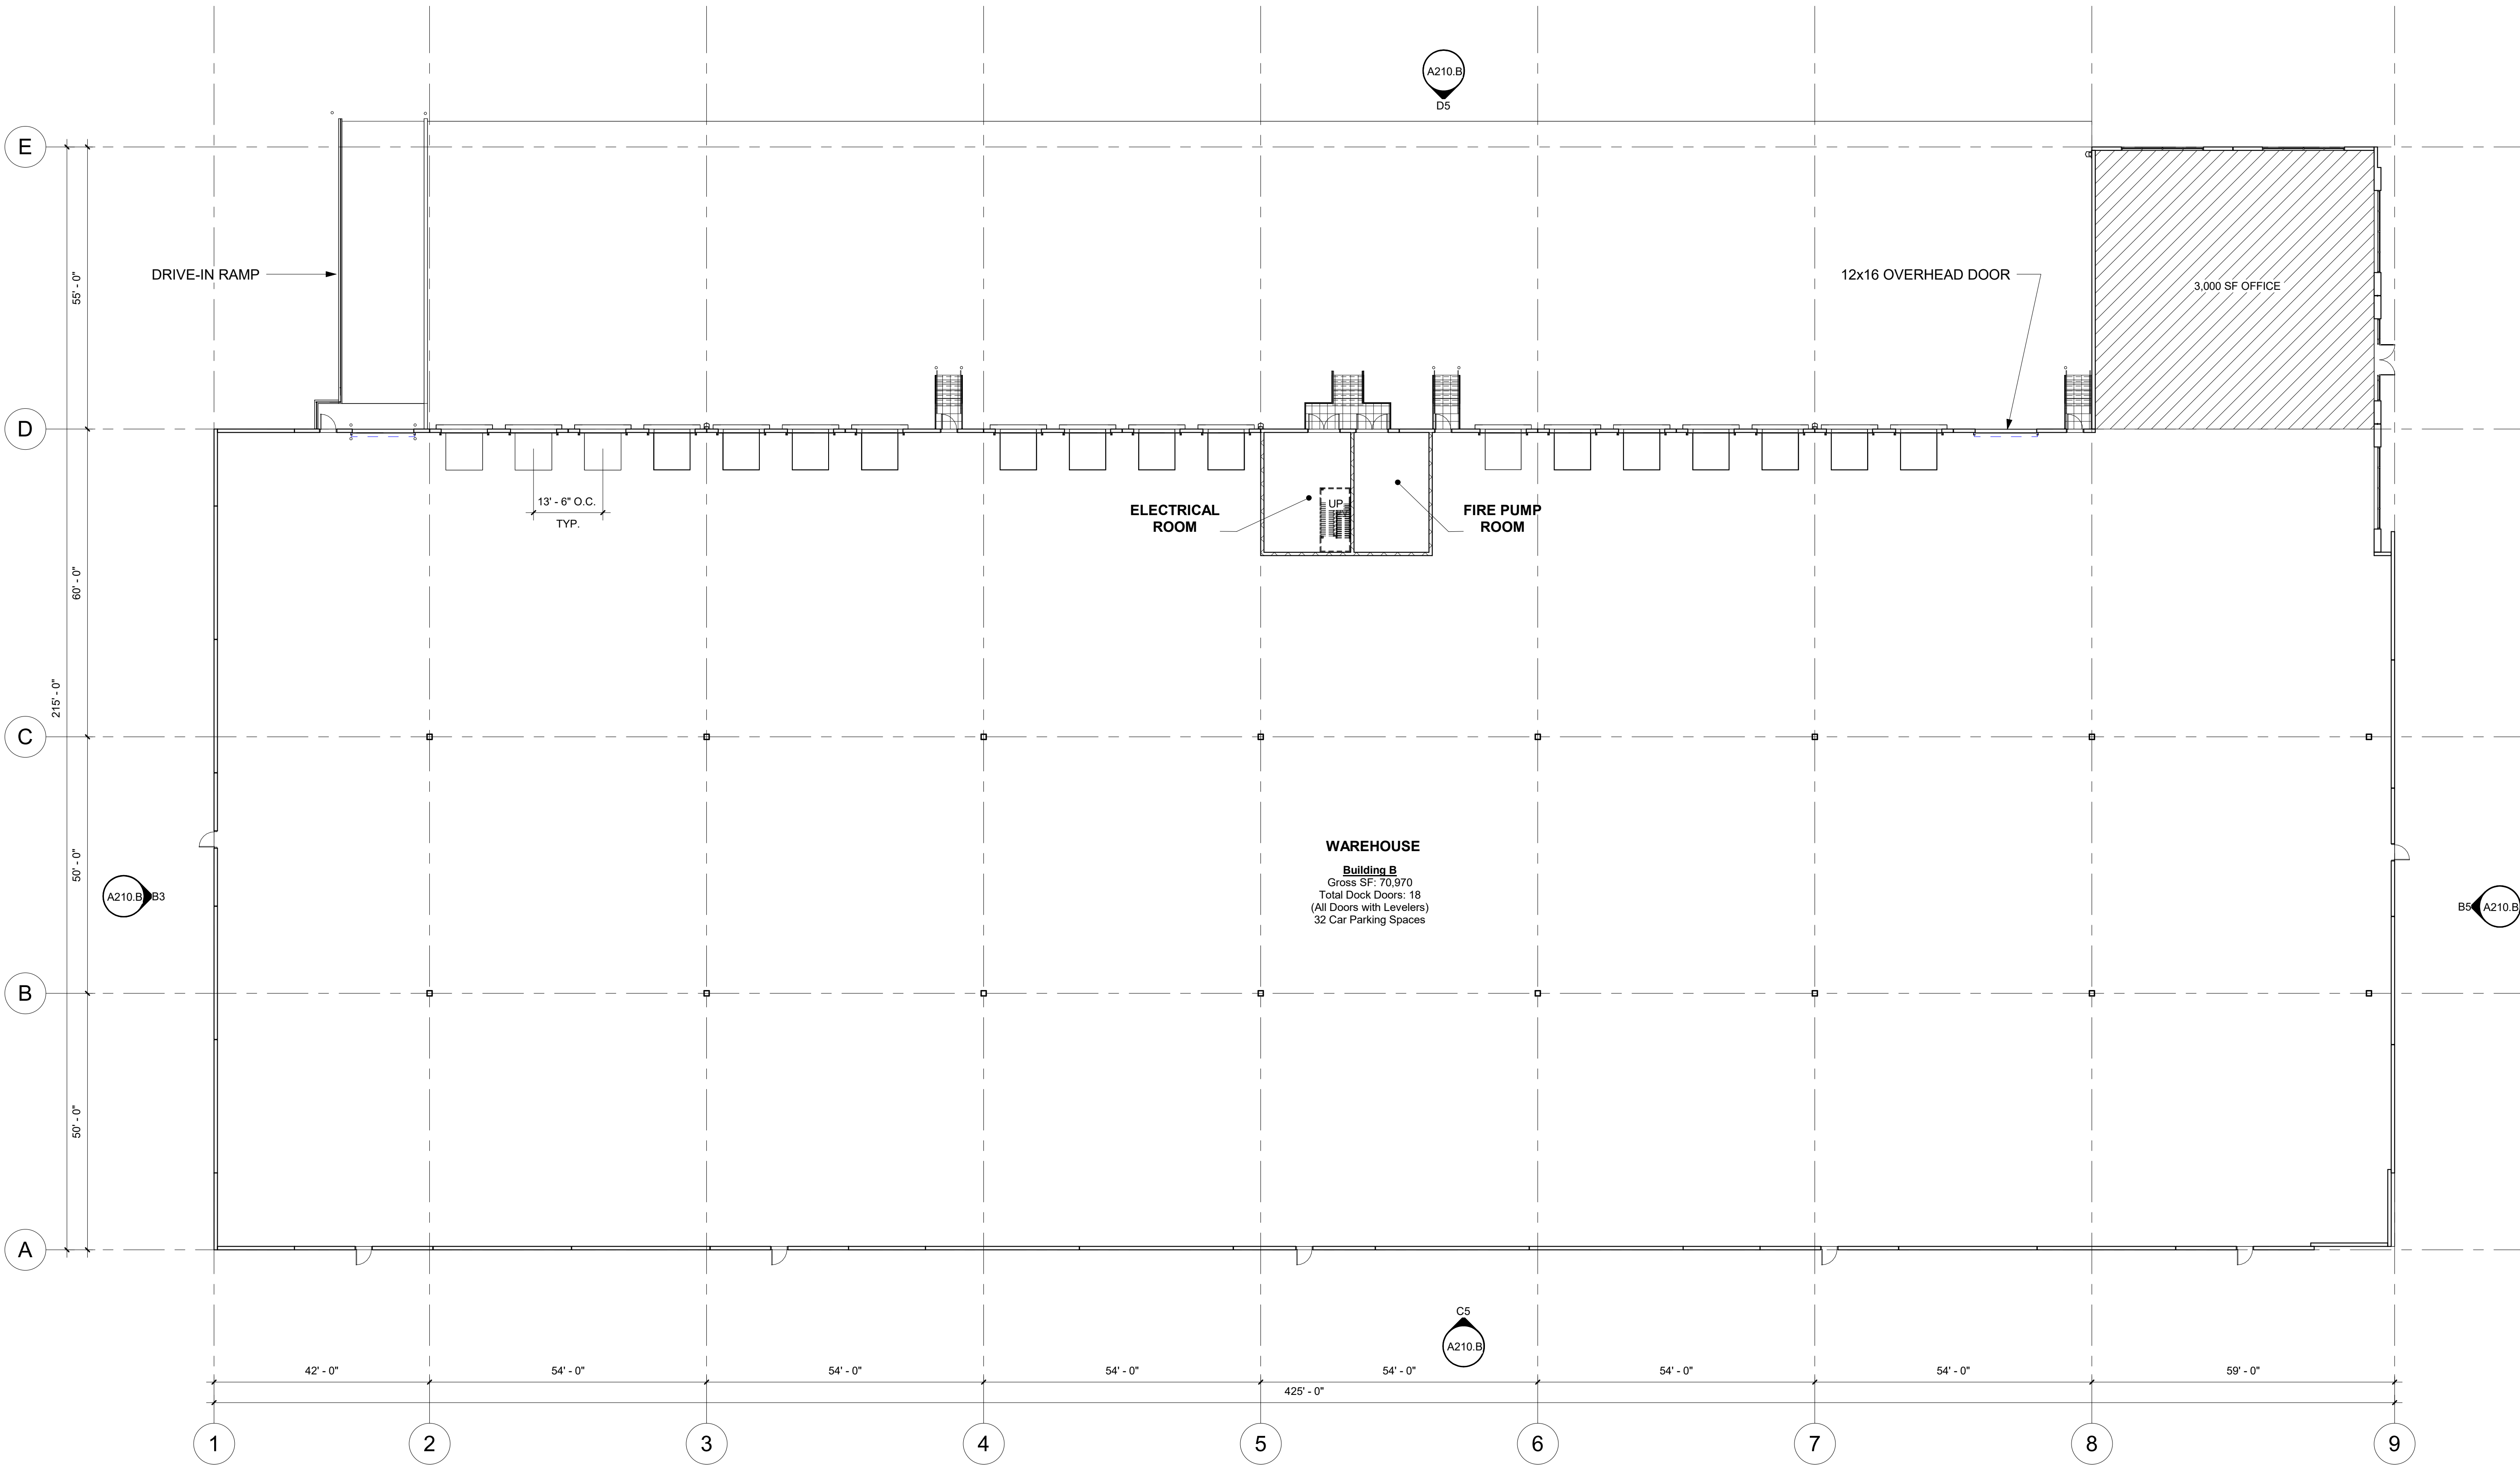 A210.B
D5
E
DRIVE-IN RAMP
12x16 OVERHEAD DOOR
3,000 SF OFFICE
55' - 0"
D
13' - 6" O.C.
TYP.
ELECTRICAL
ROOM
UP
FIRE PUMP
ROOM
60' - 0"
215' - 0"
C
WAREHOUSE
Building B
Gross SF: 70,970
Total Dock Doors: 18
(All Doors with Levelers)
32 Car Parking Spaces
50' - 0"
A210.B
B3
B5
A210.B
B
50' - 0"
A
C5
A210.B
42' - 0"
54' - 0"
54' - 0"
54' - 0"
54' - 0"
54' - 0"
54' - 0"
59' - 0"
425' - 0"
1
2
3
4
5
6
7
8
9